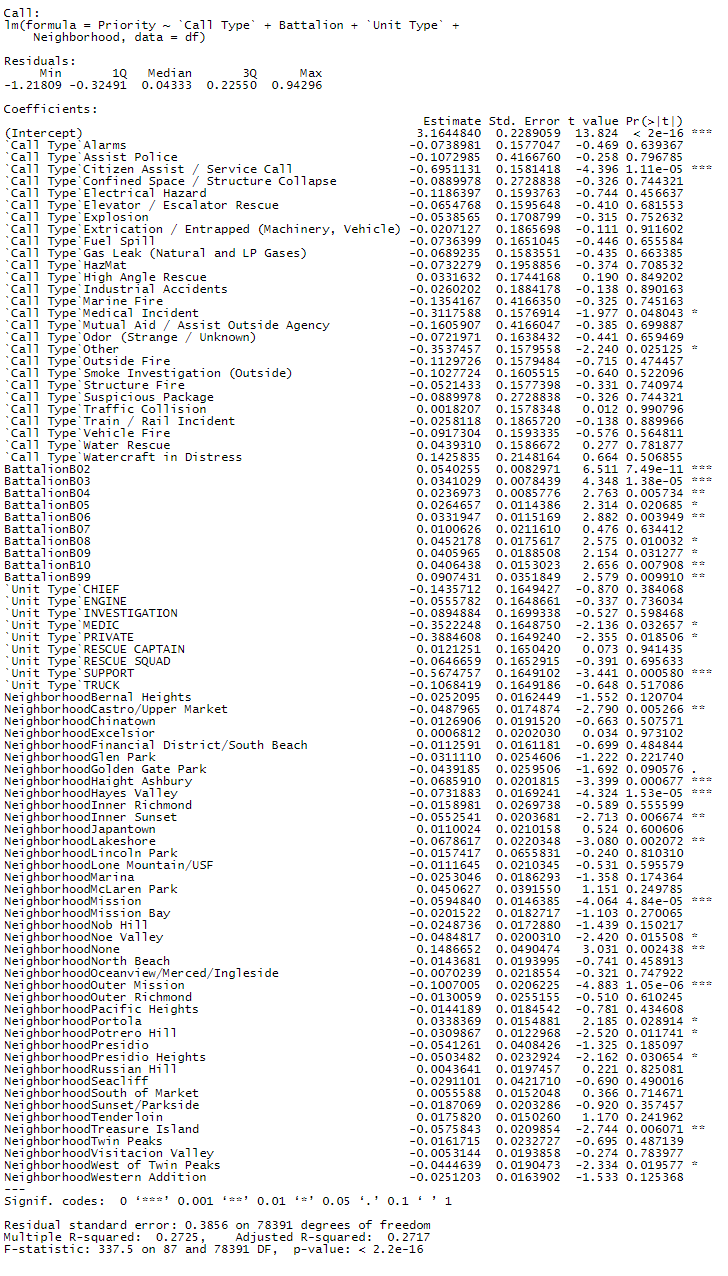 Call:
lm(formula = Priority ~ `Call Type` + Battalion + `Unit Type` +
    Neighborhood, data = df)

Residuals:
     Min       1Q   Median       3Q      Max
-1.21809 -0.32491  0.04333  0.22550  0.94296

Coefficients:
Estimate Std. Error t value Pr(>|t|)
(Intercept) 3.1644840 0.2289059 13.824 < 2e-16 ***
`Call Type`Alarms -0.0738981 0.1577047 -0.469 0.639367
`Call Type`Assist Police -0.1072985 0.4166760 -0.258 0.796785
`Call Type`Citizen Assist / Service Call -0.6951131 0.1581418 -4.396 1.11e-05 ***
`Call Type`Confined Space / Structure Collapse -0.0889978 0.2728838 -0.326 0.744321
`Call Type`Electrical Hazard -0.1186397 0.1593763 -0.744 0.456637
`Call Type`Elevator / Escalator Rescue -0.0654768 0.1595648 -0.410 0.681553
`Call Type`Explosion -0.0538565 0.1708799 -0.315 0.752632
`Call Type`Extrication / Entrapped (Machinery, Vehicle) -0.0207127 0.1865698 -0.111 0.911602
`Call Type`Fuel Spill -0.0736399 0.1651045 -0.446 0.655584
`Call Type`Gas Leak (Natural and LP Gases) -0.0689235 0.1583551 -0.435 0.663385
`Call Type`HazMat -0.0732279 0.1958856 -0.374 0.708532
`Call Type`High Angle Rescue 0.0331632 0.1744168 0.190 0.849202
`Call Type`Industrial Accidents -0.0260202 0.1884178 -0.138 0.890163
`Call Type`Marine Fire -0.1354167 0.4166350 -0.325 0.745163
`Call Type`Medical Incident -0.3117588 0.1576914 -1.977 0.048043 *
`Call Type`Mutual Aid / Assist Outside Agency -0.1605907 0.4166047 -0.385 0.699887
`Call Type`Odor (Strange / Unknown) -0.0721971 0.1638432 -0.441 0.659469
`Call Type`Other -0.3537457 0.1579558 -2.240 0.025125 *
`Call Type`Outside Fire -0.1129726 0.1579484 -0.715 0.474457
`Call Type`Smoke Investigation (Outside) -0.1027724 0.1605515 -0.640 0.522096
`Call Type`Structure Fire -0.0521433 0.1577398 -0.331 0.740974
`Call Type`Suspicious Package -0.0889978 0.2728838 -0.326 0.744321
`Call Type`Traffic Collision 0.0018207 0.1578348 0.012 0.990796
`Call Type`Train / Rail Incident -0.0258118 0.1865720 -0.138 0.889966
`Call Type`Vehicle Fire -0.0917304 0.1593335 -0.576 0.564811
`Call Type`Water Rescue 0.0439310 0.1586672 0.277 0.781877
`Call Type`Watercraft in Distress 0.1425835 0.2148164 0.664 0.506855
BattalionB02 0.0540255 0.0082971 6.511 7.49e-11 ***
BattalionB03 0.0341029 0.0078439 4.348 1.38e-05 ***
BattalionB04 0.0236973 0.0085776 2.763 0.005734 **
BattalionB05 0.0264657 0.0114386 2.314 0.020685 *
BattalionB06 0.0331947 0.0115169 2.882 0.003949 **
BattalionB07 0.0100626 0.0211610 0.476 0.634412
BattalionB08 0.0452178 0.0175617 2.575 0.010032 *
BattalionB09 0.0405965 0.0188508 2.154 0.031277 *
BattalionB10 0.0406438 0.0153023 2.656 0.007908 **
BattalionB99 0.0907431 0.0351849 2.579 0.009910 **
`Unit Type`CHIEF -0.1435712 0.1649427 -0.870 0.384068
`Unit Type`ENGINE -0.0555782 0.1648661 -0.337 0.736034
`Unit Type`INVESTIGATION -0.0894884 0.1699338 -0.527 0.598468
`Unit Type`MEDIC -0.3522248 0.1648750 -2.136 0.032657 *
`Unit Type`PRIVATE -0.3884608 0.1649240 -2.355 0.018506 *
`Unit Type`RESCUE CAPTAIN 0.0121251 0.1650420 0.073 0.941435
`Unit Type`RESCUE SQUAD -0.0646659 0.1652915 -0.391 0.695633
`Unit Type`SUPPORT -0.5674757 0.1649102 -3.441 0.000580 ***
`Unit Type`TRUCK -0.1068419 0.1649186 -0.648 0.517086
NeighborhoodBernal Heights -0.0252095 0.0162449 -1.552 0.120704
NeighborhoodCastro/Upper Market -0.0487965 0.0174874 -2.790 0.005266 **
NeighborhoodChinatown -0.0126906 0.0191520 -0.663 0.507571
NeighborhoodExcelsior 0.0006812 0.0202030 0.034 0.973102
NeighborhoodFinancial District/South Beach -0.0112591 0.0161181 -0.699 0.484844
NeighborhoodGlen Park -0.0311110 0.0254606 -1.222 0.221740
NeighborhoodGolden Gate Park -0.0439185 0.0259506 -1.692 0.090576 .
NeighborhoodHaight Ashbury -0.0685910 0.0201815 -3.399 0.000677 ***
NeighborhoodHayes Valley -0.0731883 0.0169241 -4.324 1.53e-05 ***
NeighborhoodInner Richmond -0.0158981 0.0269738 -0.589 0.555599
NeighborhoodInner Sunset -0.0552541 0.0203681 -2.713 0.006674 **
NeighborhoodJapantown 0.0110024 0.0210158 0.524 0.600606
NeighborhoodLakeshore -0.0678617 0.0220348 -3.080 0.002072 **
NeighborhoodLincoln Park -0.0157417 0.0655831 -0.240 0.810310
NeighborhoodLone Mountain/USF -0.0111645 0.0210345 -0.531 0.595579
NeighborhoodMarina -0.0253046 0.0186293 -1.358 0.174364
NeighborhoodMcLaren Park 0.0450627 0.0391550 1.151 0.249785
NeighborhoodMission -0.0594840 0.0146385 -4.064 4.84e-05 ***
NeighborhoodMission Bay -0.0201522 0.0182717 -1.103 0.270065
NeighborhoodNob Hill -0.0248736 0.0172880 -1.439 0.150217
NeighborhoodNoe Valley -0.0484817 0.0200310 -2.420 0.015508 *
NeighborhoodNone 0.1486652 0.0490474 3.031 0.002438 **
NeighborhoodNorth Beach -0.0143681 0.0193995 -0.741 0.458913
NeighborhoodOceanview/Merced/Ingleside -0.0070239 0.0218554 -0.321 0.747922
NeighborhoodOuter Mission -0.1007005 0.0206225 -4.883 1.05e-06 ***
NeighborhoodOuter Richmond -0.0130059 0.0255155 -0.510 0.610245
NeighborhoodPacific Heights -0.0144189 0.0184542 -0.781 0.434608
NeighborhoodPortola 0.0338369 0.0154881 2.185 0.028914 *
NeighborhoodPotrero Hill -0.0309867 0.0122968 -2.520 0.011741 *
NeighborhoodPresidio -0.0541261 0.0408426 -1.325 0.185097
NeighborhoodPresidio Heights -0.0503482 0.0232924 -2.162 0.030654 *
NeighborhoodRussian Hill 0.0043641 0.0197457 0.221 0.825081
NeighborhoodSeacliff -0.0291101 0.0421710 -0.690 0.490016
NeighborhoodSouth of Market 0.0055588 0.0152048 0.366 0.714671
NeighborhoodSunset/Parkside -0.0187069 0.0203286 -0.920 0.357457
NeighborhoodTenderloin 0.0175820 0.0150260 1.170 0.241962
NeighborhoodTreasure Island -0.0575843 0.0209854 -2.744 0.006071 **
NeighborhoodTwin Peaks -0.0161715 0.0232727 -0.695 0.487139
NeighborhoodVisitacion Valley -0.0053144 0.0193858 -0.274 0.783977
NeighborhoodWest of Twin Peaks -0.0444639 0.0190473 -2.334 0.019577 *
NeighborhoodWestern Addition -0.0251203 0.0163902 -1.533 0.125368
---
Signif. codes:  0 ‘***’ 0.001 ‘**’ 0.01 ‘*’ 0.05 ‘.’ 0.1 ‘ ’ 1

Residual standard error: 0.3856 on 78391 degrees of freedom
Multiple R-squared:  0.2725,    Adjusted R-squared:  0.2717
F-statistic: 337.5 on 87 and 78391 DF,  p-value: < 2.2e-16